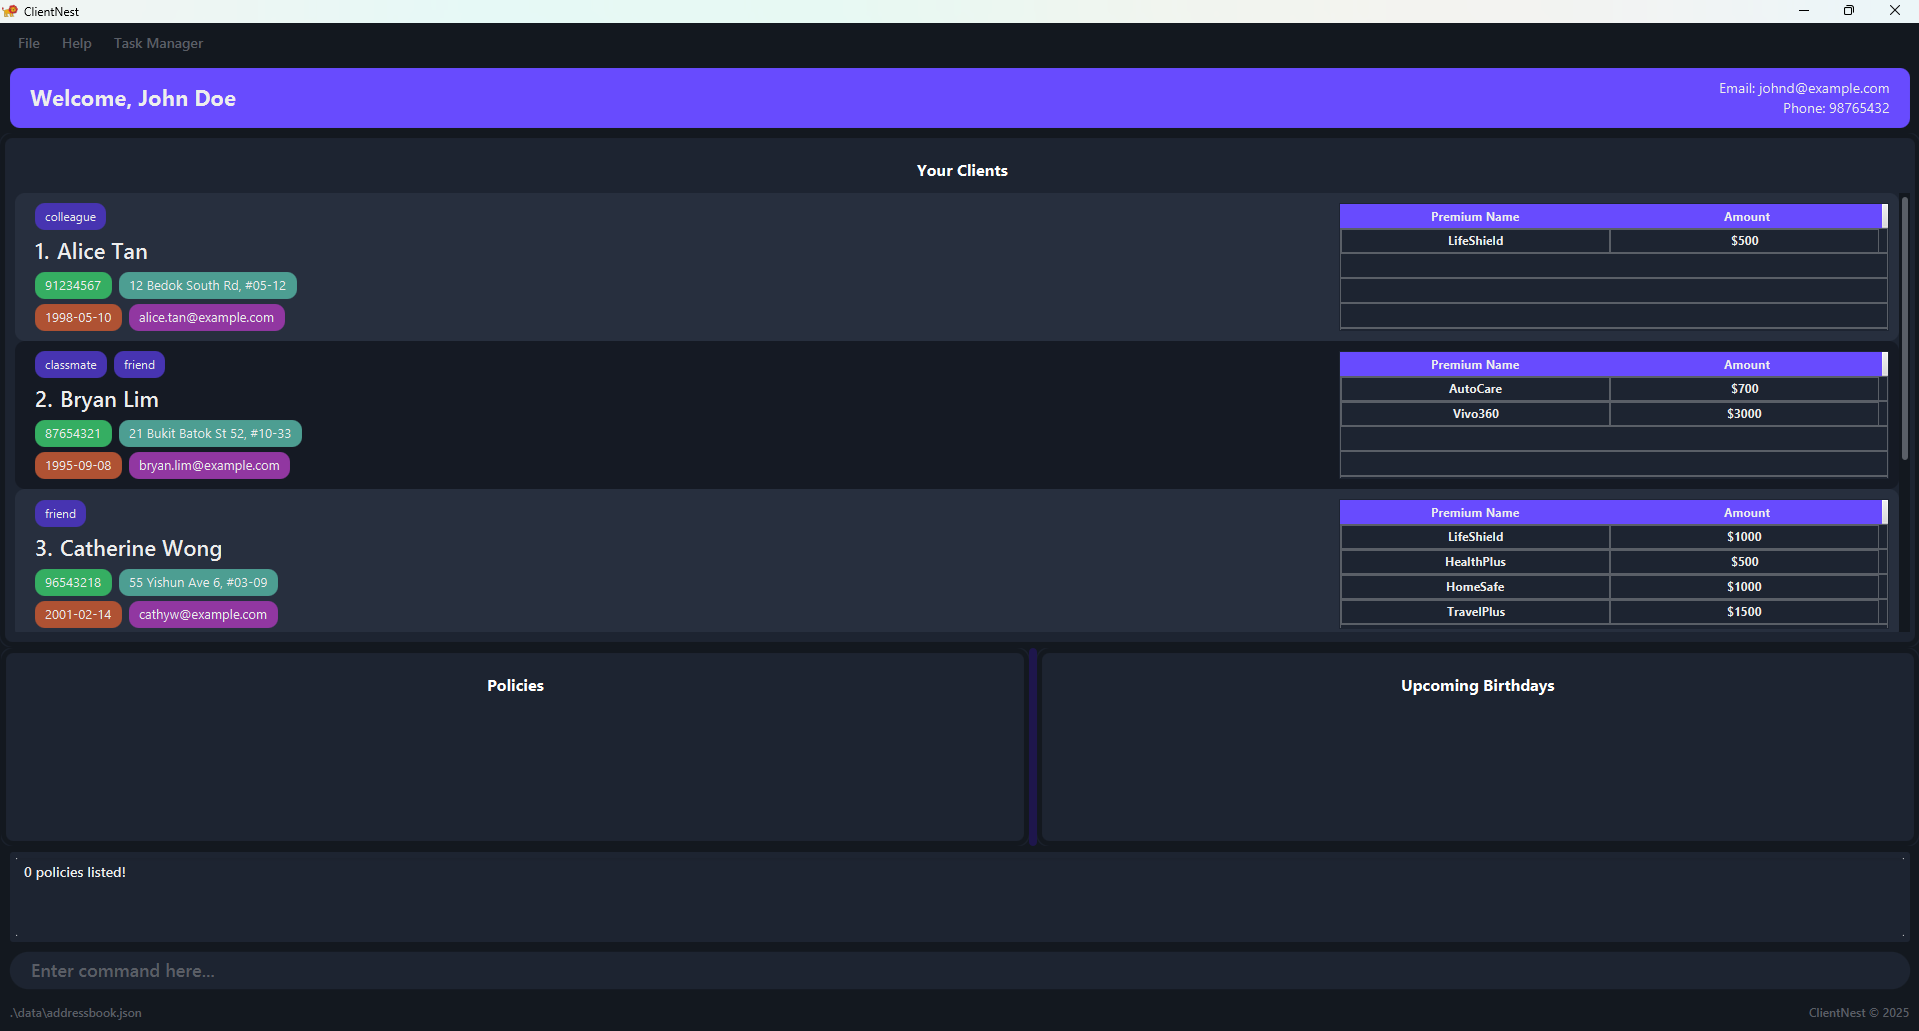 ClientNest
File Help Task Manager
Welcome, John Doe
Email: johnd@example.com
Phone: 98765432
Your Clients
colleague
1. Alice Tan
91234567 12 Bedok South Rd, #05-12
1998-05-10 alice.tan@example.com
Premium Name Amount
LifeShield $500
classmate friend
2. Bryan Lim
87654321 21 Bukit Batok St 52, #10-33
1995-09-08 bryan.lim@example.com
Premium Name Amount
AutoCare $700
Vivo360 $3000
friend
3. Catherine Wong
96543218 55 Yishun Ave 6, #03-09
2001-02-14 cathyw@example.com
Premium Name Amount
LifeShield $1000
HealthPlus $500
HomeSafe $1000
TravelPlus $1500
Policies
Upcoming Birthdays
0 policies listed!
Enter command here...
.\data\addressbook.json
ClientNest © 2025